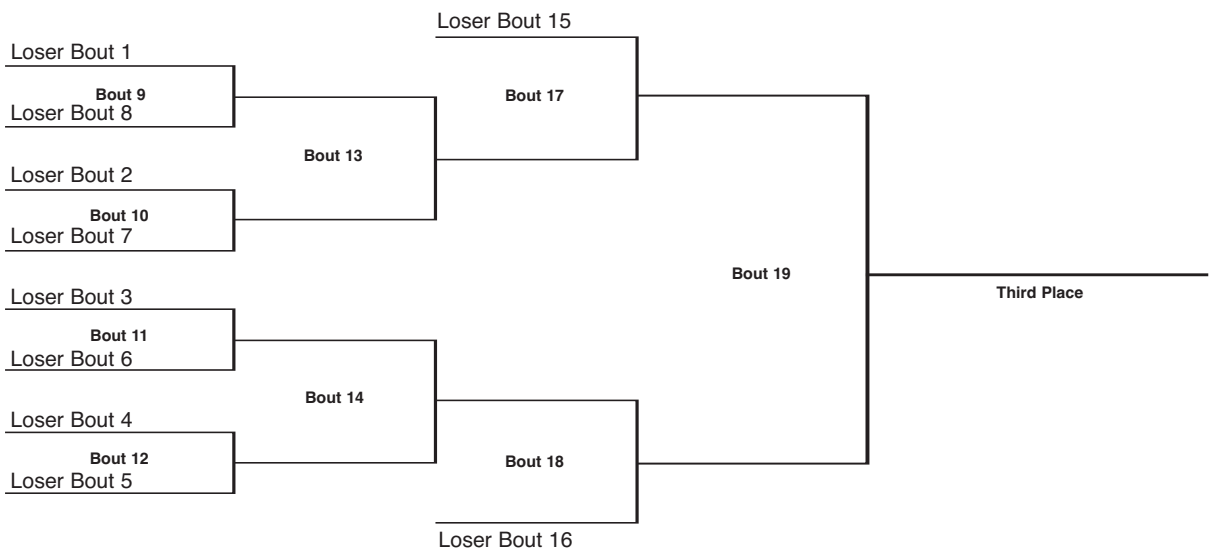 Loser Bout 15
Loser Bout 1
Bout 9
Loser Bout 8
Bout 17
Bout 13
Loser Bout 2
Bout 10
Loser Bout 7
Bout 19
Third Place
Loser Bout 3
Bout 11
Loser Bout 6
Bout 14
Loser Bout 4
Bout 12
Loser Bout 5
Bout 18
Loser Bout 16